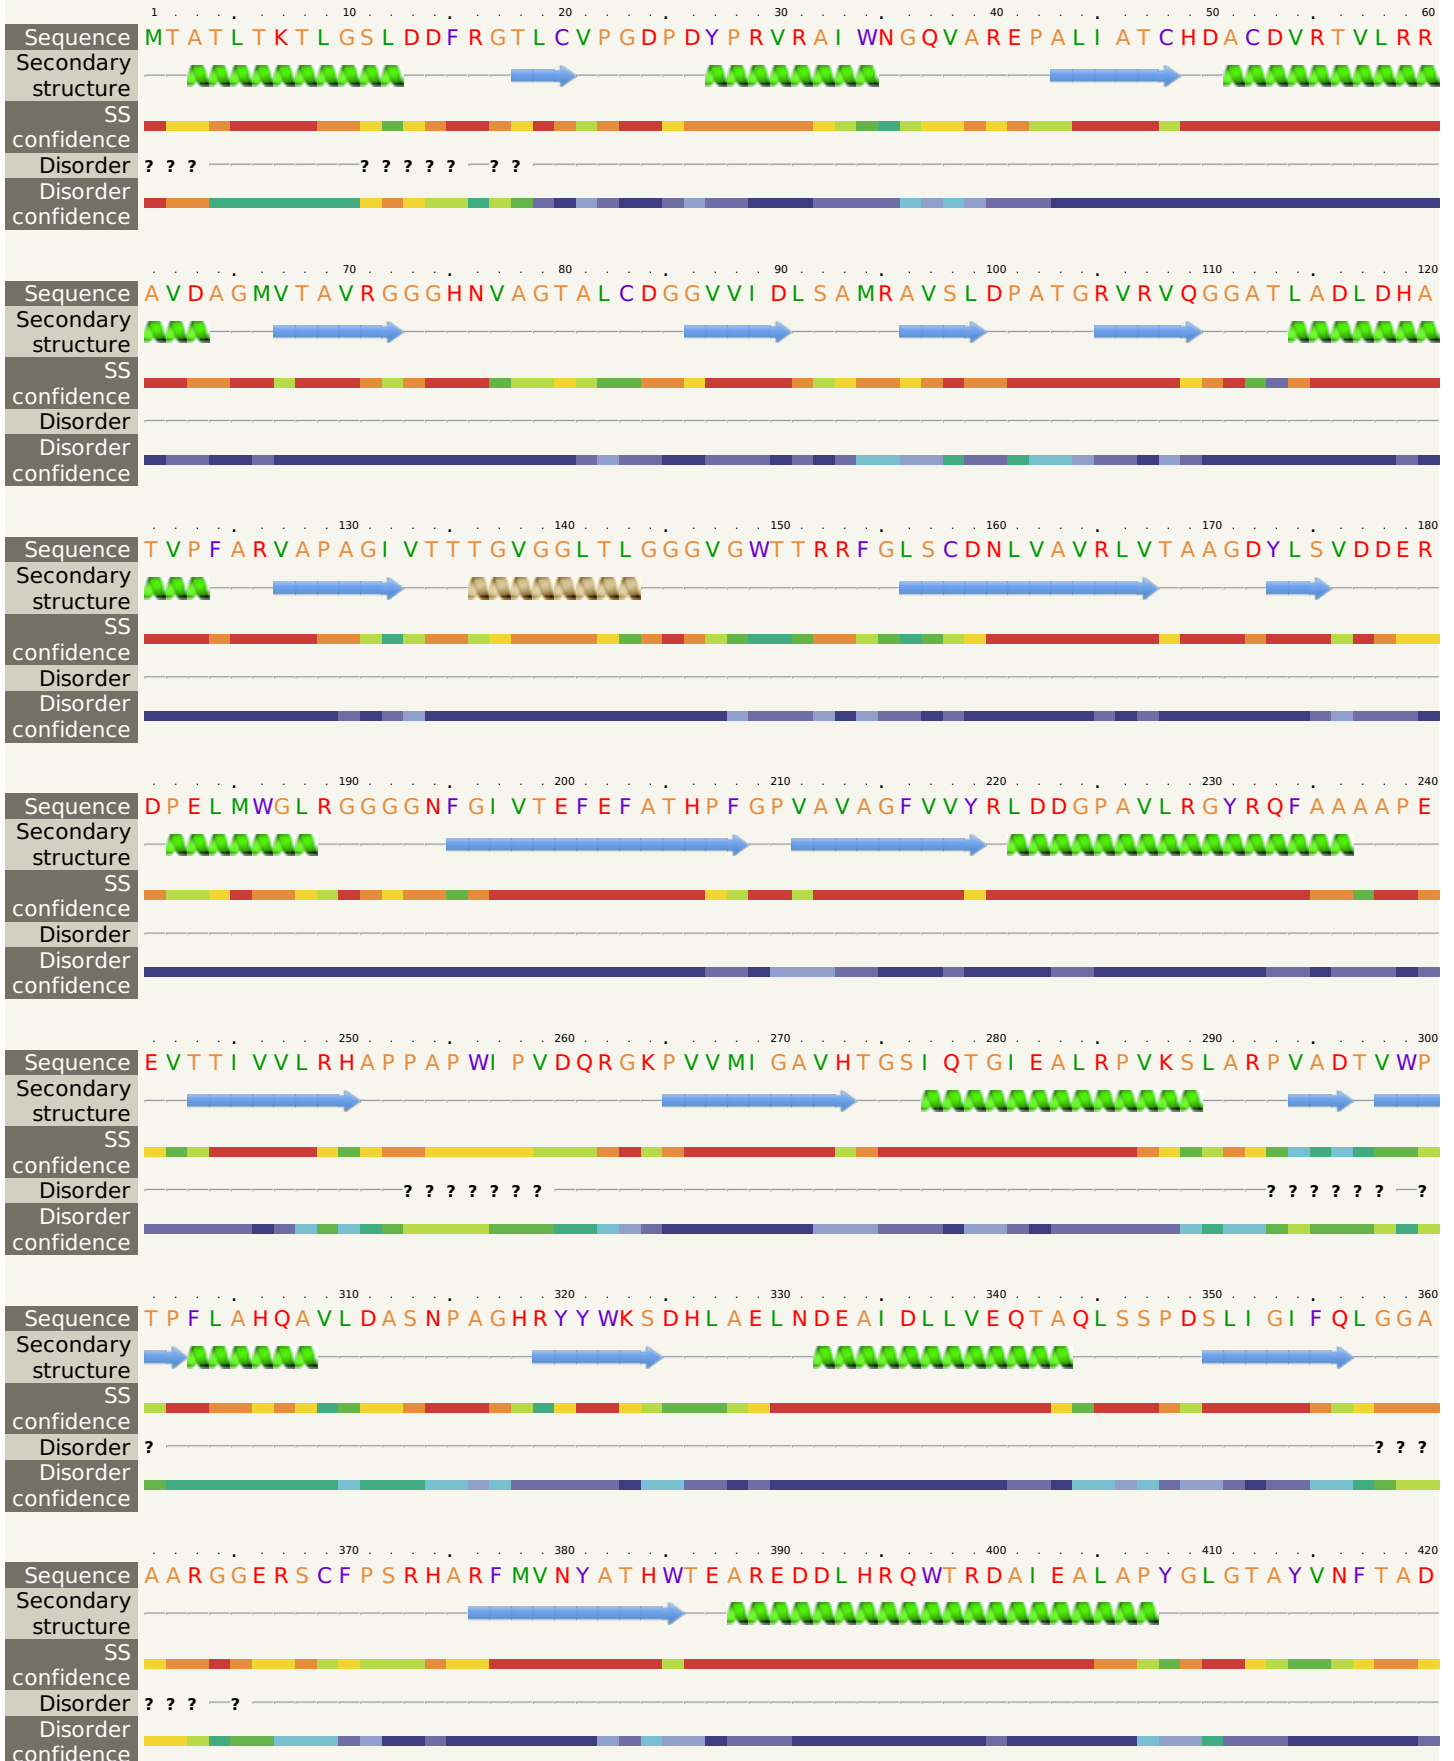 1 . . . . . . . . 10 . . . . . . . . . 20 . . . . . . . . . 30 . . . . . . . . . 40 . . . . . . . . . 50 . . . . . . . . . 60
Sequence MTATLTKTLGSLDDFRGTLCVPGDPDYPRVRAIWNGQVAREPALIATCHDACDVRTVLRR
Secondary
structure
SS
confidence
Disorder ? ? ? ? ? ? ? ? ? ?
Disorder
confidence
. . . . . . . . . 70 . . . . . . . . . 80 . . . . . . . . . 90 . . . . . . . . . 100 . . . . . . . . . 110 . . . . . . . . . 120
Sequence AVDAGMVTAVRGGGHNVAGTALCDGGVVIDLSAMRAVSLDPATGRVRVQGGATLADLDHA
Secondary
structure
SS
confidence
Disorder
Disorder
confidence
. . . . . . . . . 130 . . . . . . . . . 140 . . . . . . . . . 150 . . . . . . . . . 160 . . . . . . . . . 170 . . . . . . . . . 180
Sequence TVPFARVAPAGIVTTTGVGGLTLGGGVGWTTRRFGLSCDNLVAVRLVTAAGDYLSVDDER
Secondary
structure
SS
confidence
Disorder
Disorder
confidence
. . . . . . . . . 190 . . . . . . . . . 200 . . . . . . . . . 210 . . . . . . . . . 220 . . . . . . . . . 230 . . . . . . . . . 240
Sequence DPELMWGLRGGGGNFGIVTEFEFATHPFGPVAVAGFVVYRLDDGPAVLRGYRQFAAAAPE
Secondary
structure
SS
confidence
Disorder
Disorder
confidence
. . . . . . . . . 250 . . . . . . . . . 260 . . . . . . . . . 270 . . . . . . . . . 280 . . . . . . . . . 290 . . . . . . . . . 300
Sequence EVTTIVVLRHAPPAPWIPVDQRGKPVVMIGAVHTGSIQTGIEALRPVKSLARPVADTVWP
Secondary
structure
SS
confidence
Disorder ? ? ? ? ? ? ? ? ? ? ? ? ? ?
Disorder
confidence
. . . . . . . . . 310 . . . . . . . . . 320 . . . . . . . . . 330 . . . . . . . . . 340 . . . . . . . . . 350 . . . . . . . . . 360
Sequence TPFLAHQAVLDASNPAGHRYYWKSDHLAELNDEAIDLLVEQTAQLSSPDSLIGIFQLGGA
Secondary
structure
SS
confidence
Disorder ? ? ? ?
Disorder
confidence
. . . . . . . . . 370 . . . . . . . . . 380 . . . . . . . . . 390 . . . . . . . . . 400 . . . . . . . . . 410 . . . . . . . . . 420
Sequence AARGGERSCFPSRHARFMVNYATHWTEAREDDLHRQWTRDAIEALAPYGLGTAYVNFTAD
Secondary
structure
SS
confidence
Disorder ? ? ? ?
Disorder
confidence